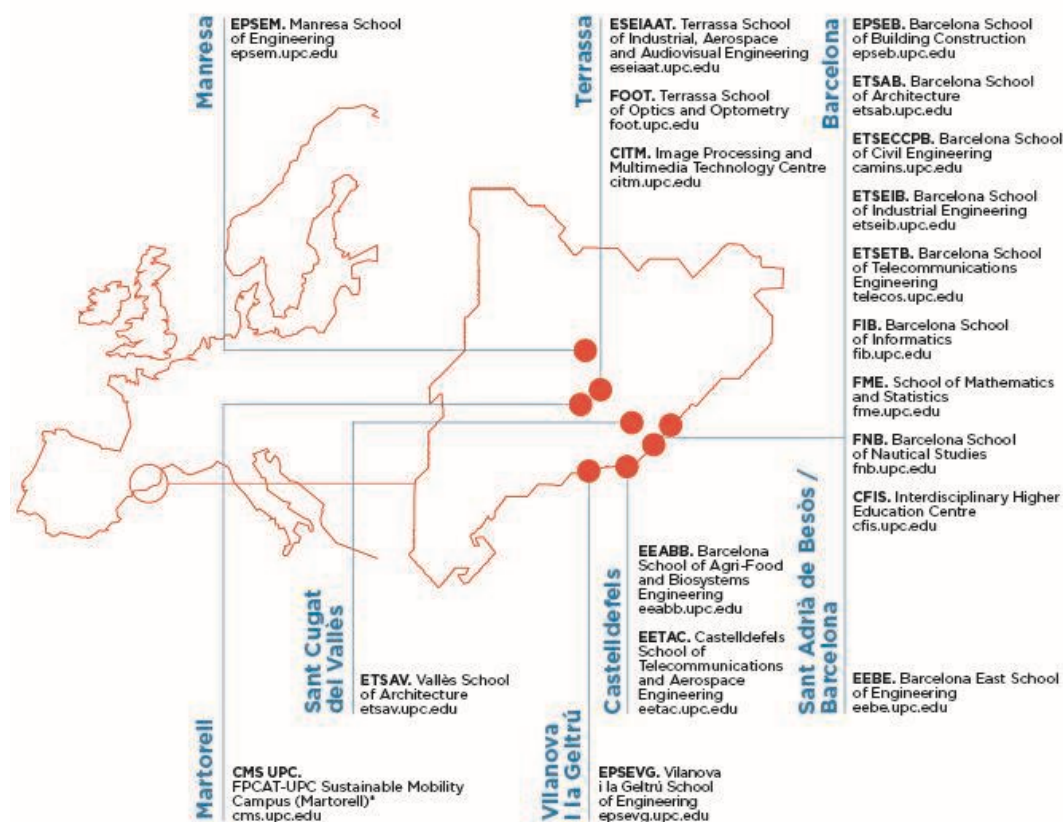 Manresa
EPSEM. Manresa School
of Engineering
epsem.upc.edu
Terrassa
ESEIAAT. Terrassa School
of Industrial, Aerospace
and Audiovisual Engineering
eseiaat.upc.edu
FOOT. Terrassa School
of Optics and Optometry
foot.upc.edu
CITM. Image Processing and
Multimedia Technology Centre
citm.upc.edu
Barcelona
EPSEB. Barcelona School
of Building Construction
epseb.upc.edu
ETSAB. Barcelona School
of Architecture
etsab.upc.edu
ETSECCPB. Barcelona School
of Civil Engineering
camins.upc.edu
ETSEIB. Barcelona School
of Industrial Engineering
etseib.upc.edu
ETSETB. Barcelona School
of Telecommunications
Engineering
telecos.upc.edu
FIB. Barcelona School
of Informatics
fib.upc.edu
FME. School of Mathematics
and Statistics
fme.upc.edu
FNB. Barcelona School
of Nautical Studies
fnb.upc.edu
CFIS. Interdisciplinary Higher
Education Centre
cfis.upc.edu
Sant Cugat
del Vallès
ETSAV. Vallès School
of Architecture
etsav.upc.edu
Castelldefels
EEABB. Barcelona
School of Agri-Food
and Biosystems
Engineering
eeabb.upc.edu
EETAC. Castelldefels
School of
Telecommunications
and Aerospace
Engineering
eetac.upc.edu
Sant Adrià de Besòs /
Barcelona
EEBE. Barcelona East School
of Engineering
eebe.upc.edu
Martorell
CMS UPC.
FPCAT-UPC Sustainable Mobility
Campus (Martorell)*
cms.upc.edu
Vilanova
i la Geltrú
EPSEVG. Vilanova
i la Geltrú School
of Engineering
epsevg.upc.edu